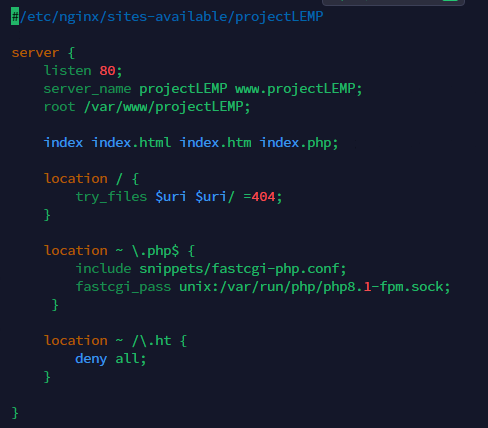 #/etc/nginx/sites-available/projectLEMP
server {
    listen 80;
    server_name projectLEMP www.projectLEMP;
    root /var/www/projectLEMP;
    index index.html index.htm index.php;
    location / {
        try_files $uri $uri/ =404;
    }
    location ~ \.php$ {
        include snippets/fastcgi-php.conf;
        fastcgi_pass unix:/var/run/php/php8.1-fpm.sock;
     }
    location ~ /\.ht {
        deny all;
    }
}